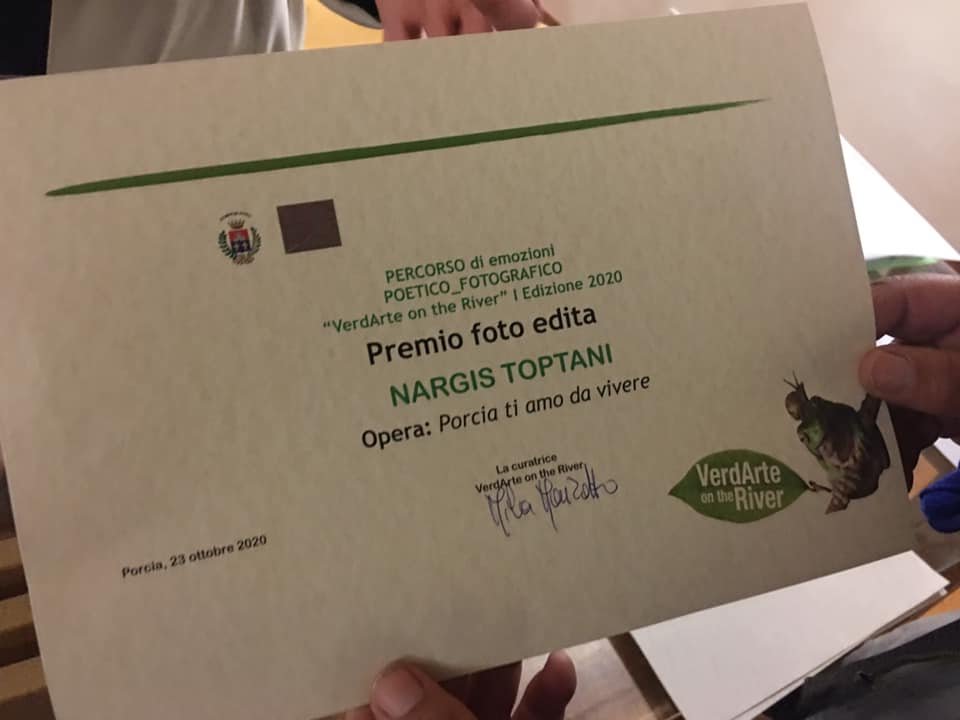 PERCORSO di emozioni
POETICO_FOTOGRAFICO
“VerdArte on the River” I Edizione 2020
Premio foto edita
NARGIS TOPTANI
Opera: Porcia ti amo da vivere
La curatrice
VerdArte on the River
VerdArte
on the River
Porcia, 23 ottobre 2020